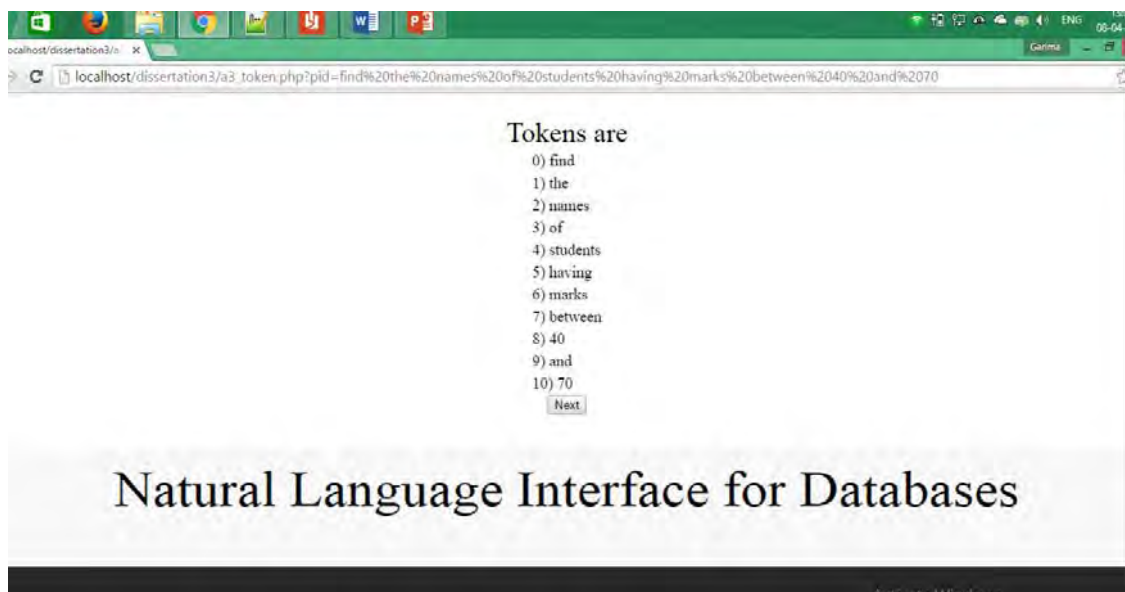 ENG
08-04-
ocalhost/dissertation3/a
Garima
localhost/dissertation3/a3_token.php?pid=find%20the%20names%20of%20students%20having%20marks%20between%2040%20and%2070
Tokens are
0) find
1) the
2) names
3) of
4) students
5) having
6) marks
7) between
8) 40
9) and
10) 70
Next
Natural Language Interface for Databases